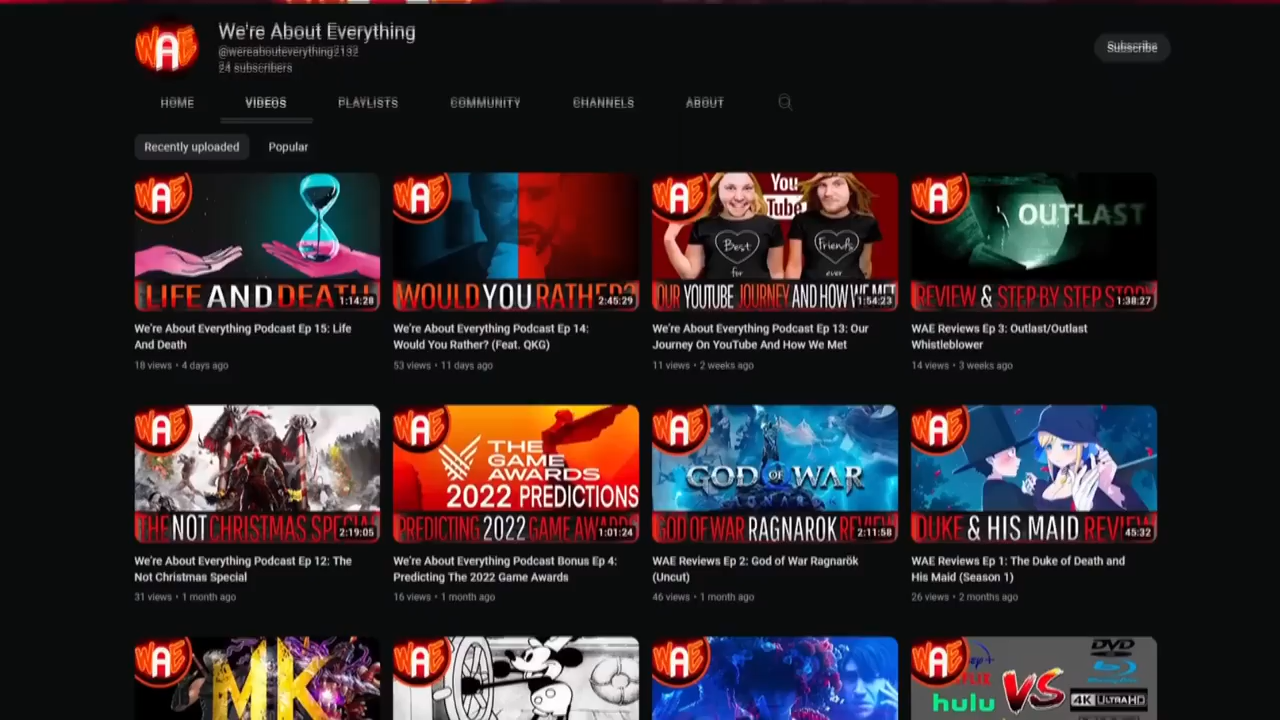 WAE
We're About Everything
@wereabouteverything2132
24 subscribers
Subscribe
HOME VIDEOS PLAYLISTS COMMUNITY CHANNELS ABOUT
Recently uploaded Popular
WAE
LIFE AND DEATH
1:14:28
WAE
WOULD YOU RATHER?
2:45:29
WAE
You
Tube
Best
for
Friends
ever
OUR YOUTUBE JOURNEY AND HOW WE MET
1:54:23
WAE
OUTLAST
REVIEW & STEP BY STEP
1:38:27
We're About Everything Podcast Ep 15: Life
And Death
18 views • 4 days ago
We're About Everything Podcast Ep 14:
Would You Rather? (Feat. QKG)
53 views • 11 days ago
We're About Everything Podcast Ep 13: Our
Journey On YouTube And How We Met
11 views • 2 weeks ago
WAE Reviews Ep 3: Outlast/Outlast
Whistleblower
14 views • 3 weeks ago
WAE
THE NOT CHRISTMAS SPECIAL
2:19:05
WAE
THE
GAME
AWARDS
2022 PREDICTIONS
PREDICTING 2022 GAME AWARDS
1:01:24
WAE
GOD OF WAR
RAGNARÖK
GOD OF WAR RAGNAROK REVIEW
2:11:58
WAE
DUKE & HIS MAID REVIEW
45:32
We're About Everything Podcast Ep 12: The
Not Christmas Special
31 views • 1 month ago
We're About Everything Podcast Bonus Ep 4:
Predicting The 2022 Game Awards
16 views • 1 month ago
WAE Reviews Ep 2: God of War Ragnarök
(Uncut)
46 views • 1 month ago
WAE Reviews Ep 1: The Duke of Death and
His Maid (Season 1)
26 views • 2 months ago
WAE
MK
WAE
WAE
WAE
hulu
VS
DVD
4K ULTRAHD